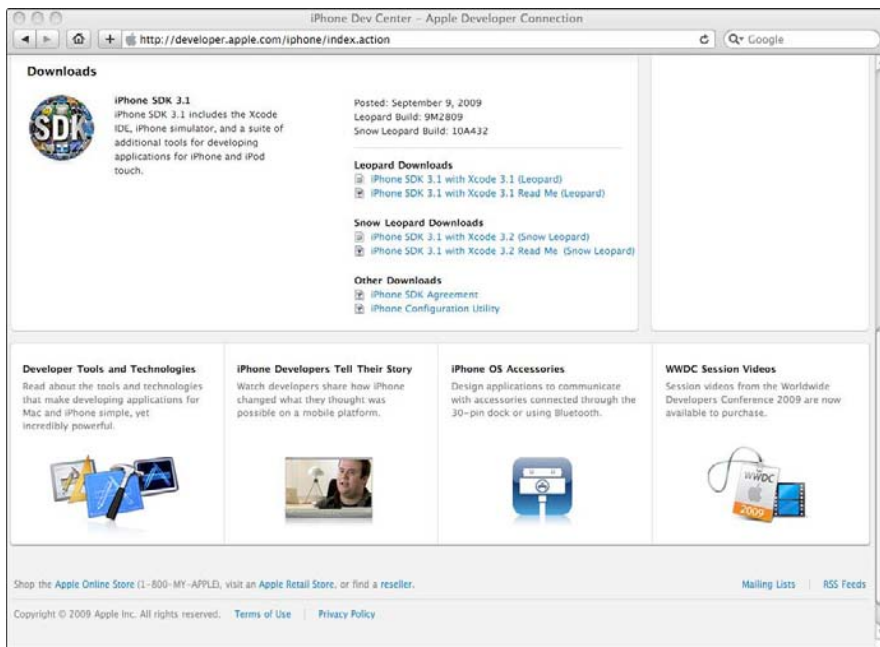 iPhone Dev Center – Apple Developer Connection
http://developer.apple.com/iphone/index.action
Google
Downloads
SDK
iPhone SDK 3.1
iPhone SDK 3.1 includes the Xcode
IDE, iPhone simulator, and a suite of
additional tools for developing
applications for iPhone and iPod
touch.
Posted: September 9, 2009
Leopard Build: 9M2809
Snow Leopard Build: 10A432
Leopard Downloads
iPhone SDK 3.1 with Xcode 3.1 (Leopard)
iPhone SDK 3.1 with Xcode 3.1 Read Me (Leopard)
Snow Leopard Downloads
iPhone SDK 3.1 with Xcode 3.2 (Snow Leopard)
iPhone SDK 3.1 with Xcode 3.2 Read Me (Snow Leopard)
Other Downloads
iPhone SDK Agreement
iPhone Configuration Utility
Developer Tools and Technologies
Read about the tools and technologies
that make developing applications for
Mac and iPhone simple, yet
incredibly powerful.
iPhone Developers Tell Their Story
Watch developers share how iPhone
changed what they thought was
possible on a mobile platform.
iPhone OS Accessories
Design applications to communicate
with accessories connected through the
30-pin dock or using Bluetooth.
WWDC Session Videos
Session videos from the Worldwide
Developers Conference 2009 are now
available to purchase.
WWDC
2009
Shop the Apple Online Store (1-800-MY-APPLE), visit an Apple Retail Store, or find a reseller.
Mailing Lists | RSS Feeds
Copyright © 2009 Apple Inc. All rights reserved. Terms of Use | Privacy Policy